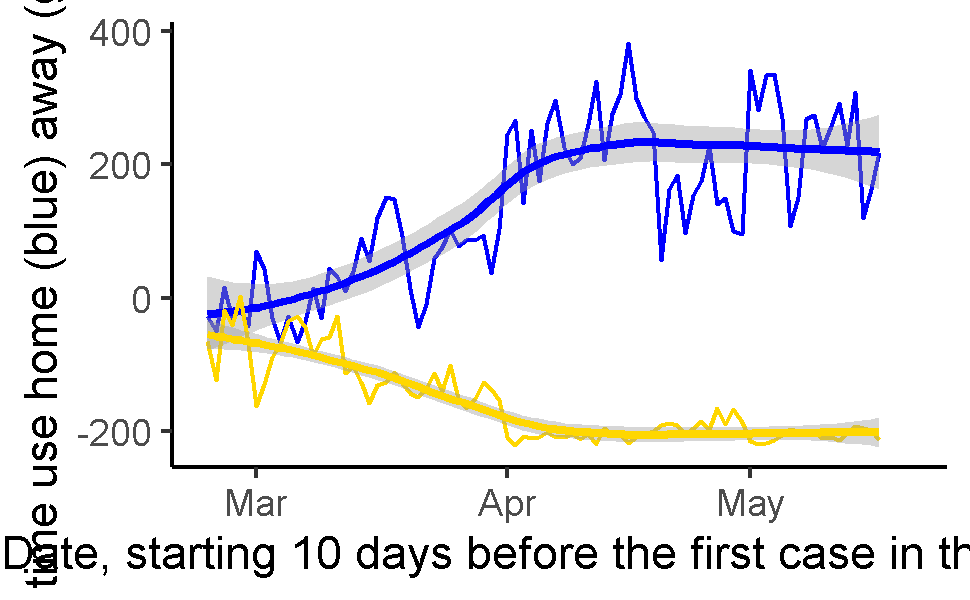 400
200
0
-200
time use home (blue) away (
Mar Apr May
Date, starting 10 days before the first case in th